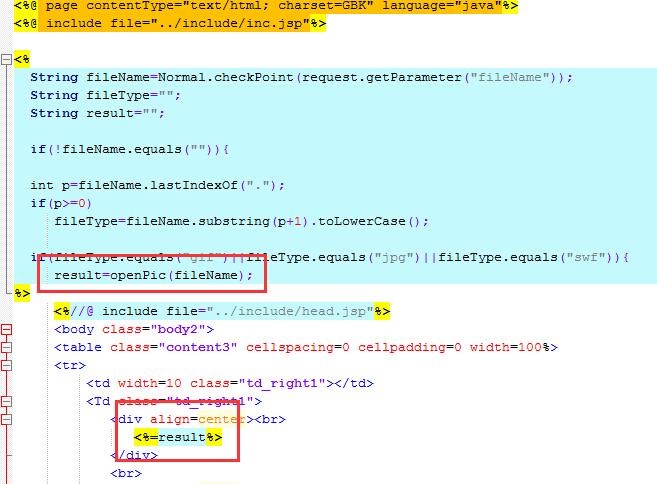 <%@ page contentType="text/html; charset=GBK" language="java"%>
<%@ include file="../include/inc.jsp"%>
<%
String fileName=Normal.checkPoint(request.getParameter("fileName"));
String fileType="";
String result="";
if(!fileName.equals("")){
int p=fileName.lastIndexOf(".");
if(p>=0)
fileType=fileName.substring(p+1).toLowerCase();
if(fileType.equals("gif")||fileType.equals("jpg")||fileType.equals("swf")){
result=openPic(fileName);
%>
<%//@ include file="../include/head.jsp"%>
<body class="body2">
<table class="content3" cellspacing=0 cellpadding=0 width=100%>
<tr>
<td width=10 class="td_right1"></td>
<Td class="td_right1">
<div align=center><br>
<%=result%>
</div>
<br>